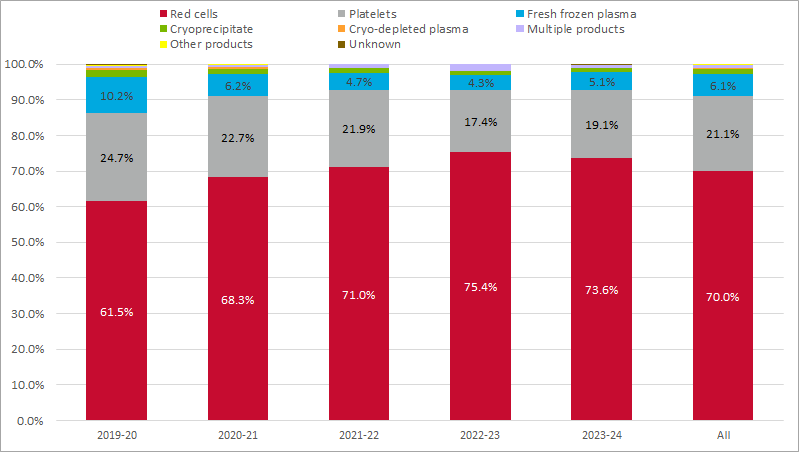 Red cells Platelets Fresh frozen plasma
Cryoprecipitate Cryo-depleted plasma Multiple products
Other products Unknown
100.0%
90.0%
80.0%
70.0%
60.0%
50.0%
40.0%
30.0%
20.0%
10.0%
0.0%
10.2% 6.2% 4.7% 4.3% 5.1% 6.1%
24.7% 22.7% 21.9% 17.4% 19.1% 21.1%
61.5% 68.3% 71.0% 75.4% 73.6% 70.0%
2019-20 2020-21 2021-22 2022-23 2023-24 All